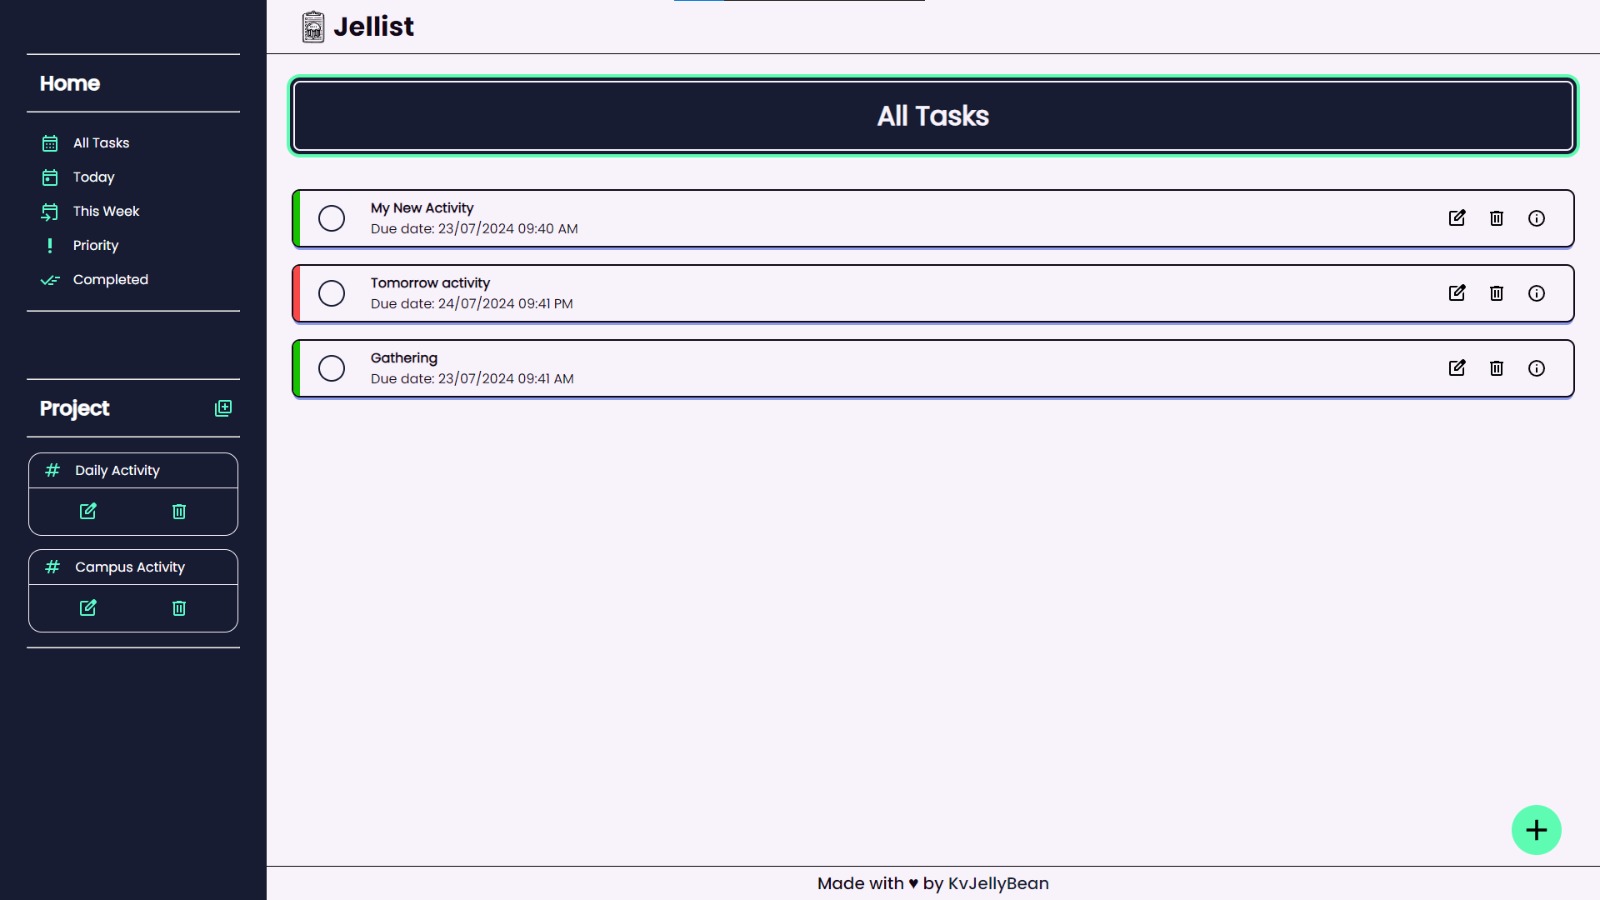 Jellist
Home
All Tasks
Today
This Week
Priority
Completed
Project
# Daily Activity
# Campus Activity
All Tasks
My New Activity
Due date: 23/07/2024 09:40 AM
Tomorrow activity
Due date: 24/07/2024 09:41 PM
Gathering
Due date: 23/07/2024 09:41 AM
Made with ♥ by KvJellyBean